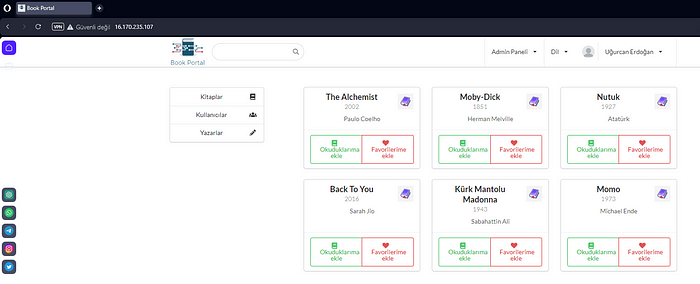 Book Portal
VPN
Güvenli değil
16.170.235.107
Book Portal
Admin Paneli
Dil
Uğurcan Erdoğan
Kitaplar
Kullanıcılar
Yazarlar
The Alchemist
2002
Paulo Coelho
Okuduklarıma
ekle
Favorilerime
ekle
Moby-Dick
1851
Herman Melville
Okuduklarıma
ekle
Favorilerime
ekle
Nutuk
1927
Atatürk
Okuduklarıma
ekle
Favorilerime
ekle
Back To You
2016
Sarah Jio
Okuduklarıma
ekle
Favorilerime
ekle
Kürk Mantolu
Madonna
1943
Sabahattin Ali
Okuduklarıma
ekle
Favorilerime
ekle
Momo
1973
Michael Ende
Okuduklarıma
ekle
Favorilerime
ekle